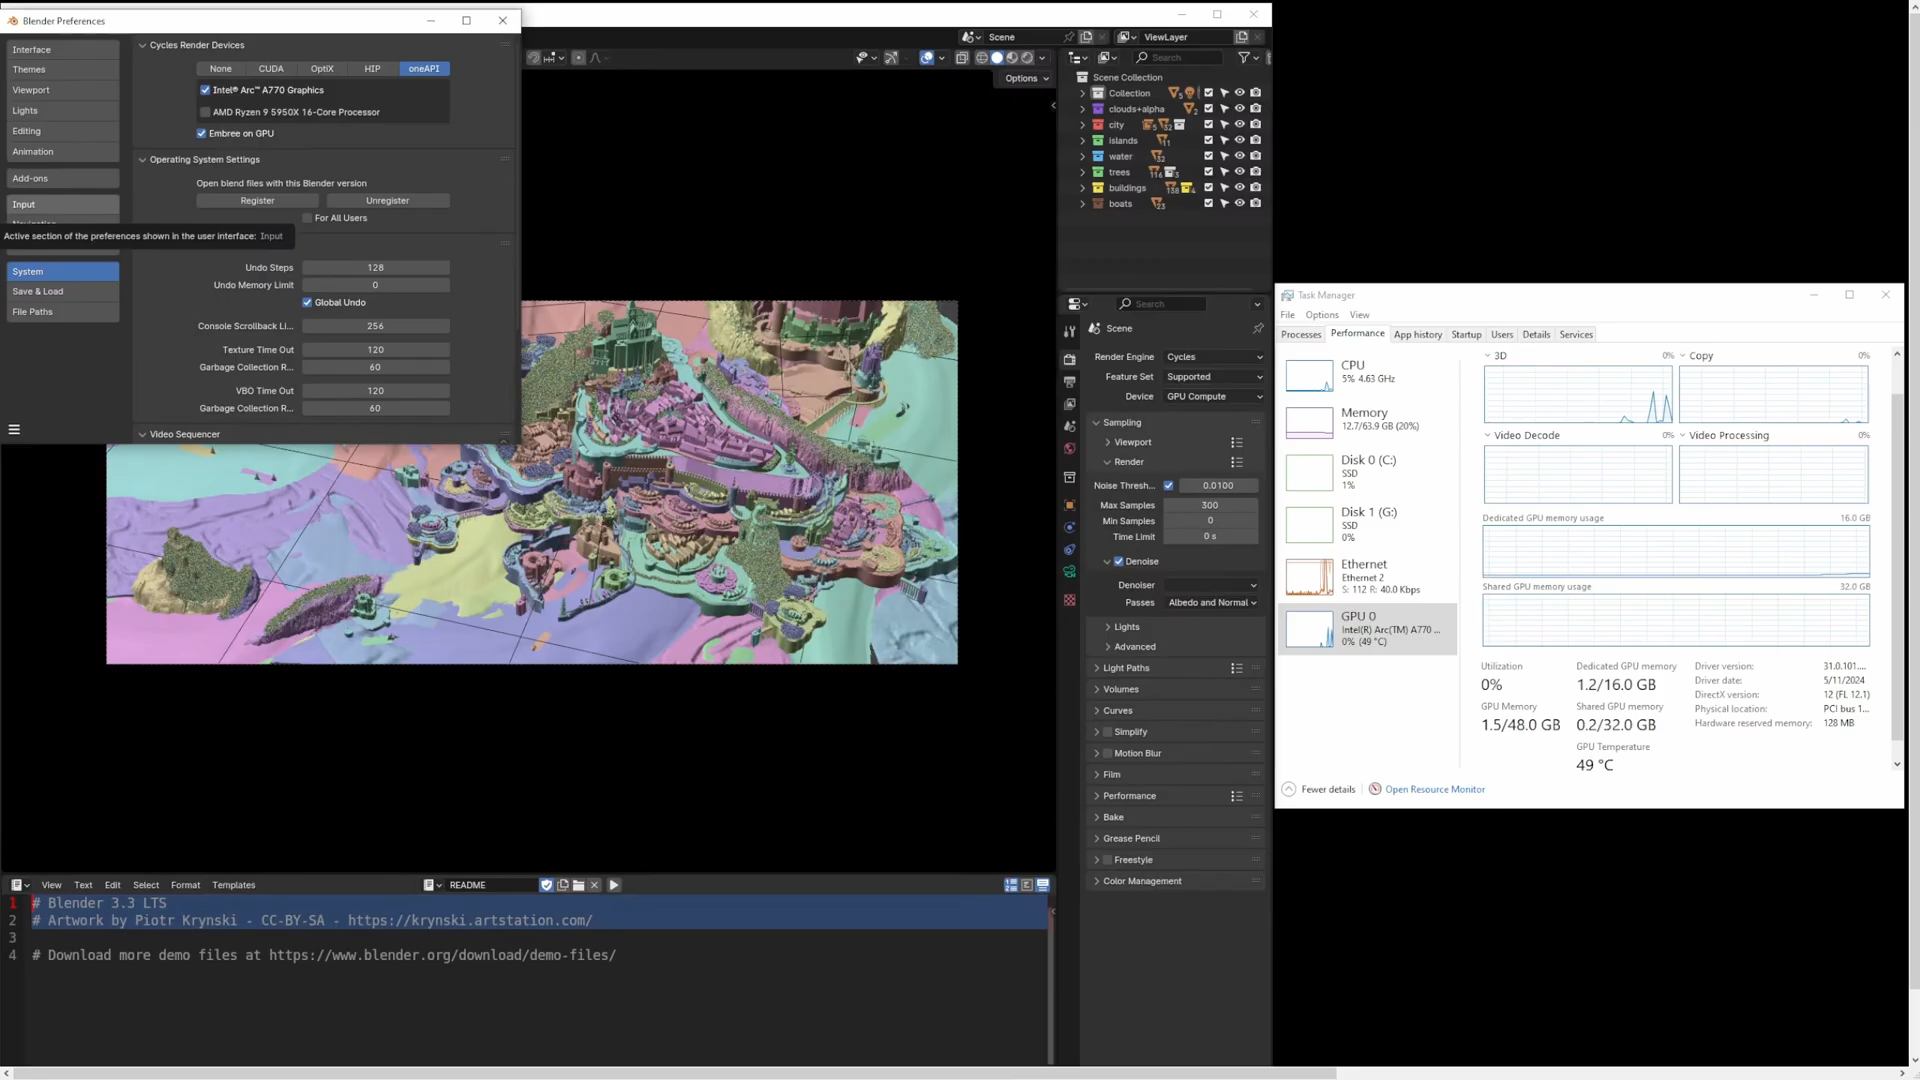 Blender Preferences
Interface
Themes
Viewport
Lights
Editing
Animation
Add-ons
Input
Active section of the preferences shown in the user interface: Input
System
Save & Load
File Paths
Cycles Render Devices
None CUDA OptiX HIP oneAPI
Intel® Arc™ A770 Graphics
AMD Ryzen 9 5950X 16-Core Processor
Embree on GPU
Operating System Settings
Open blend files with this Blender version
Register Unregister
For All Users
Undo Steps 128
Undo Memory Limit 0
Global Undo
Console Scrollback Li... 256
Texture Time Out 120
Garbage Collection R... 60
VBO Time Out 120
Garbage Collection R... 60
Video Sequencer
Scene ViewLayer
Options
Search
Scene Collection
Collection 5
clouds+alpha 2
city 5 32
islands 11
water 32
trees 116 3
buildings 138 4
boats 23
Search
Scene
Render Engine Cycles
Feature Set Supported
Device GPU Compute
Sampling
Viewport
Render
Noise Thresh... 0.0100
Max Samples 300
Min Samples 0
Time Limit 0 s
Denoise
Denoiser
Passes Albedo and Normal
Lights
Advanced
Light Paths
Volumes
Curves
Simplify
Motion Blur
Film
Performance
Bake
Grease Pencil
Freestyle
Color Management
View Text Edit Select Format Templates README
1 # Blender 3.3 LTS
2 # Artwork by Piotr Krynski - CC-BY-SA - https://krynski.artstation.com/
3
4 # Download more demo files at https://www.blender.org/download/demo-files/
Task Manager
File Options View
Processes Performance App history Startup Users Details Services
CPU
5% 4.63 GHz
Memory
12.7/63.9 GB (20%)
Disk 0 (C:)
SSD
1%
Disk 1 (G:)
SSD
0%
Ethernet
Ethernet 2
S: 112 R: 40.0 Kbps
GPU 0
Intel(R) Arc(TM) A770 ...
0% (49 °C)
3D 0% Copy 0%
Video Decode 0% Video Processing 0%
Dedicated GPU memory usage 16.0 GB
Shared GPU memory usage 32.0 GB
Utilization
0%
GPU Memory
1.5/48.0 GB
Dedicated GPU memory
1.2/16.0 GB
Shared GPU memory
0.2/32.0 GB
GPU Temperature
49 °C
Driver version: 31.0.101....
Driver date: 5/11/2024
DirectX version: 12 (FL 12.1)
Physical location: PCI bus 1...
Hardware reserved memory: 128 MB
Fewer details Open Resource Monitor